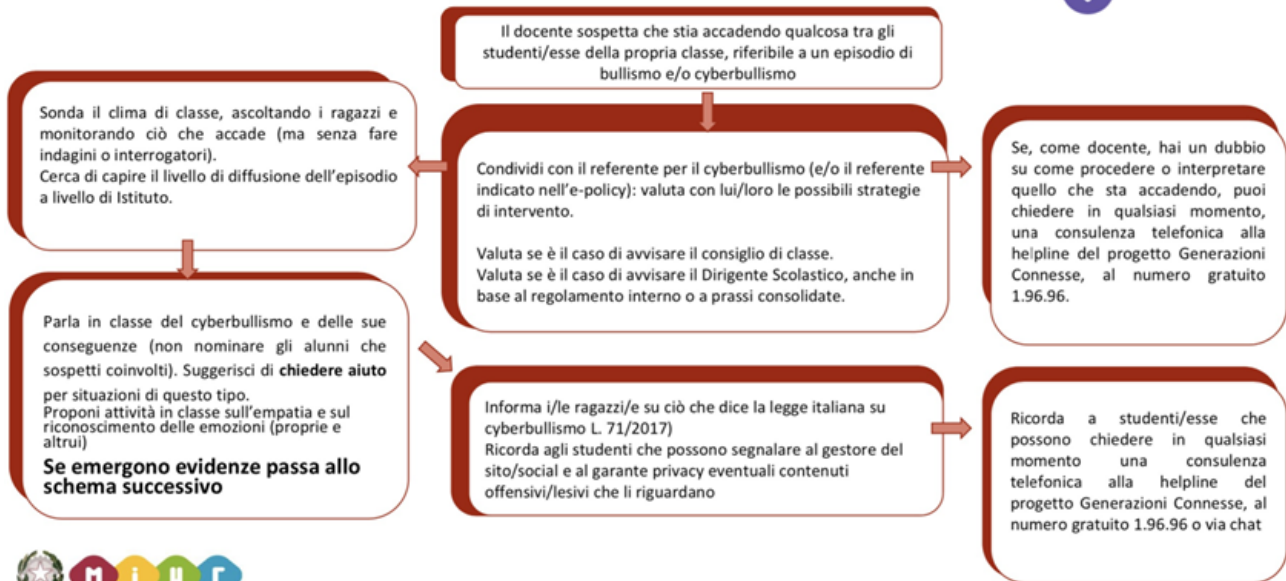 Il docente sospetta che stia accadendo qualcosa tra gli
studenti/esse della propria classe, riferibile a un episodio di
bullismo e/o cyberbullismo
Sonda il clima di classe, ascoltando i ragazzi e
monitorando ciò che accade (ma senza fare
indagini o interrogatori).
Cerca di capire il livello di diffusione dell'episodio
a livello di Istituto.
Condividi con il referente per il cyberbullismo (e/o il referente
indicato nell'e-policy): valuta con lui/loro le possibili strategie
di intervento.
Valuta se è il caso di avvisare il consiglio di classe.
Valuta se è il caso di avvisare il Dirigente Scolastico, anche in
base al regolamento interno o a prassi consolidate.
Se, come docente, hai un dubbio
su come procedere o interpretare
quello che sta accadendo, puoi
chiedere in qualsiasi momento,
una consulenza telefonica alla
helpline del progetto Generazioni
Connesse, al numero gratuito
1.96.96.
Parla in classe del cyberbullismo e delle sue
conseguenze (non nominare gli alunni che
sospetti coinvolti). Suggerisci di chiedere aiuto
per situazioni di questo tipo.
Proponi attività in classe sull'empatia e sul
riconoscimento delle emozioni (proprie e
altrui)
Se emergono evidenze passa allo
schema successivo
Informa i/le ragazzi/e su ciò che dice la legge italiana su
cyberbullismo L. 71/2017)
Ricorda agli studenti che possono segnalare al gestore del
sito/social e al garante privacy eventuali contenuti
offensivi/lesivi che li riguardano
Ricorda a studenti/esse che
possono chiedere in qualsiasi
momento una consulenza
telefonica alla helpline del
progetto Generazioni Connesse, al
numero gratuito 1.96.96 o via chat
M i U r